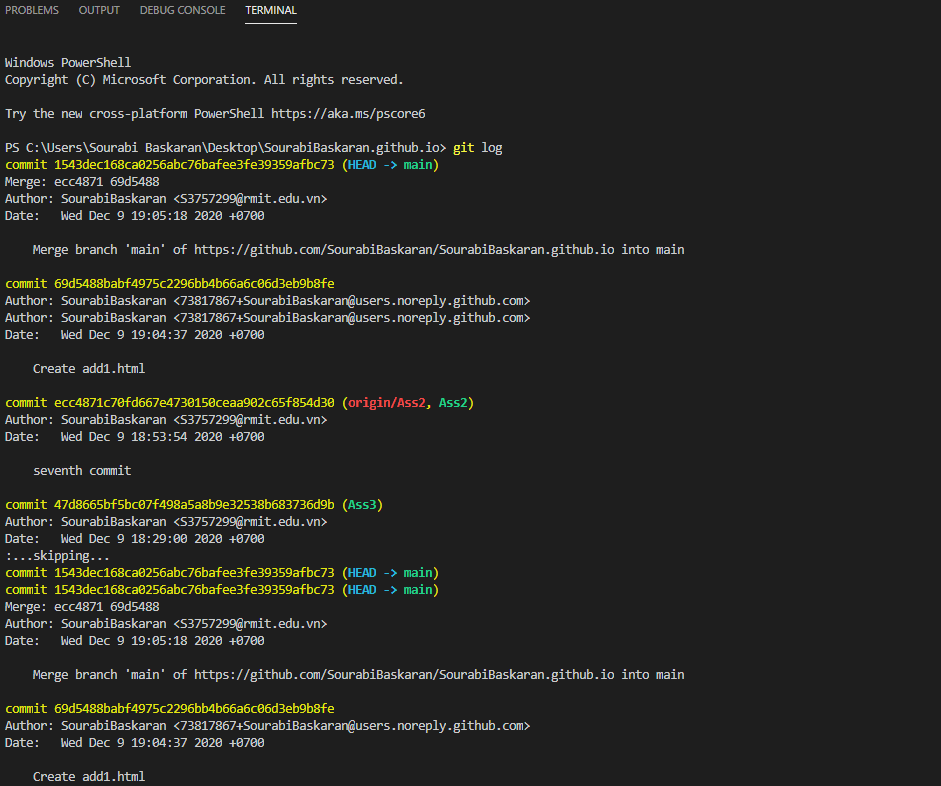 PROBLEMS OUTPUT DEBUG CONSOLE TERMINAL
Windows PowerShell
Copyright (C) Microsoft Corporation. All rights reserved.
Try the new cross-platform PowerShell https://aka.ms/pscore6
PS C:\Users\Sourabi Baskaran\Desktop\SourabiBaskaran.github.io> git log
commit 1543dec168ca0256abc76bafee3fe39359afbc73 (HEAD -> main)
Merge: ecc4871 69d5488
Author: SourabiBaskaran <S3757299@rmit.edu.vn>
Date:   Wed Dec 9 19:05:18 2020 +0700
Merge branch 'main' of https://github.com/SourabiBaskaran/SourabiBaskaran.github.io into main
commit 69d5488babf4975c2296bb4b66a6c06d3eb9b8fe
Author: SourabiBaskaran <73817867+SourabiBaskaran@users.noreply.github.com>
Author: SourabiBaskaran <73817867+SourabiBaskaran@users.noreply.github.com>
Date:   Wed Dec 9 19:04:37 2020 +0700
Create add1.html
commit ecc4871c70fd667e4730150ceaa902c65f854d30 (origin/Ass2, Ass2)
Author: SourabiBaskaran <S3757299@rmit.edu.vn>
Date:   Wed Dec 9 18:53:54 2020 +0700
seventh commit
commit 47d8665bf5bc07f498a5a8b9e32538b683736d9b (Ass3)
Author: SourabiBaskaran <S3757299@rmit.edu.vn>
Date:   Wed Dec 9 18:29:00 2020 +0700
:...skipping...
commit 1543dec168ca0256abc76bafee3fe39359afbc73 (HEAD -> main)
commit 1543dec168ca0256abc76bafee3fe39359afbc73 (HEAD -> main)
Merge: ecc4871 69d5488
Author: SourabiBaskaran <S3757299@rmit.edu.vn>
Date:   Wed Dec 9 19:05:18 2020 +0700
Merge branch 'main' of https://github.com/SourabiBaskaran/SourabiBaskaran.github.io into main
commit 69d5488babf4975c2296bb4b66a6c06d3eb9b8fe
Author: SourabiBaskaran <73817867+SourabiBaskaran@users.noreply.github.com>
Date:   Wed Dec 9 19:04:37 2020 +0700
Create add1.html